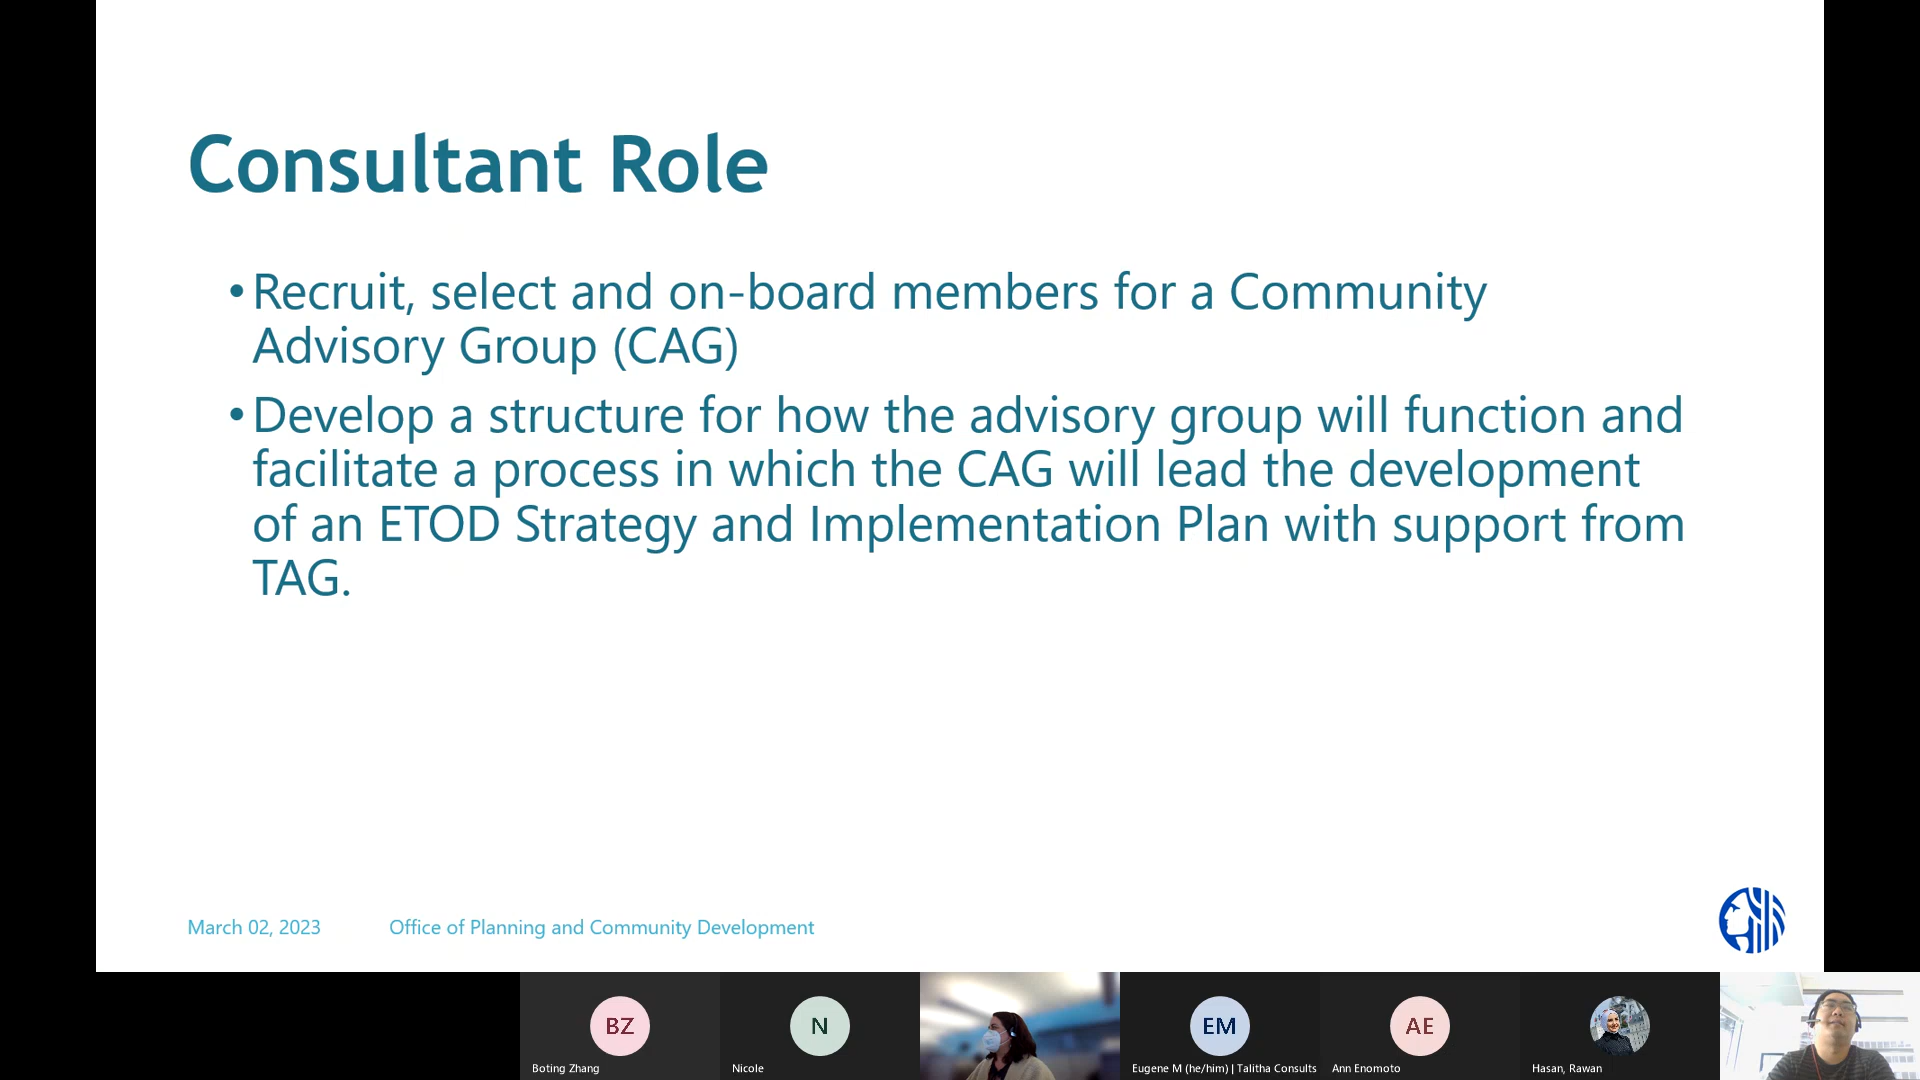 Consultant Role
• Recruit, select and on-board members for a Community
Advisory Group (CAG)
• Develop a structure for how the advisory group will function and
facilitate a process in which the CAG will lead the development
of an ETOD Strategy and Implementation Plan with support from
TAG.
March 02, 2023
Office of Planning and Community Development
BZ
N
EM
AE
Boting Zhang
Nicole
Eugene M (he/him) | Talitha Consults
Ann Enomoto
Hasan, Rawan